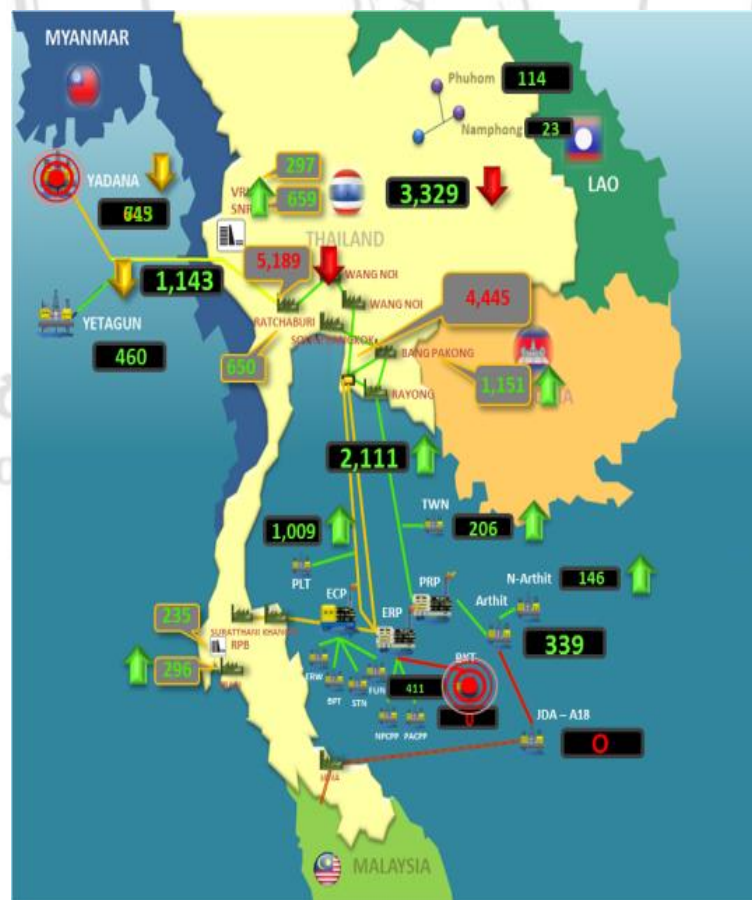 MYANMAR
Phuhom
114
Namphong
23
LAO
YADANA
297
VRK
SNR
659
3,329
THAILAND
5,189
WANG NOI
1,143
4,445
WANG NOI
YETAGUN
RATCHABURI
460
BANG PAKONG
650
1,151
RAYONG
2,111
TWN
1,009
206
PLT
N-Arthit
146
ECP
PRP
Arthit
ERP
235
SURATTHANI
KHANOM
RPB
339
296
ERW
BPT
STN
FUN
411
0
NPCPP
PACPP
JDA – A18
0
MALAYSIA